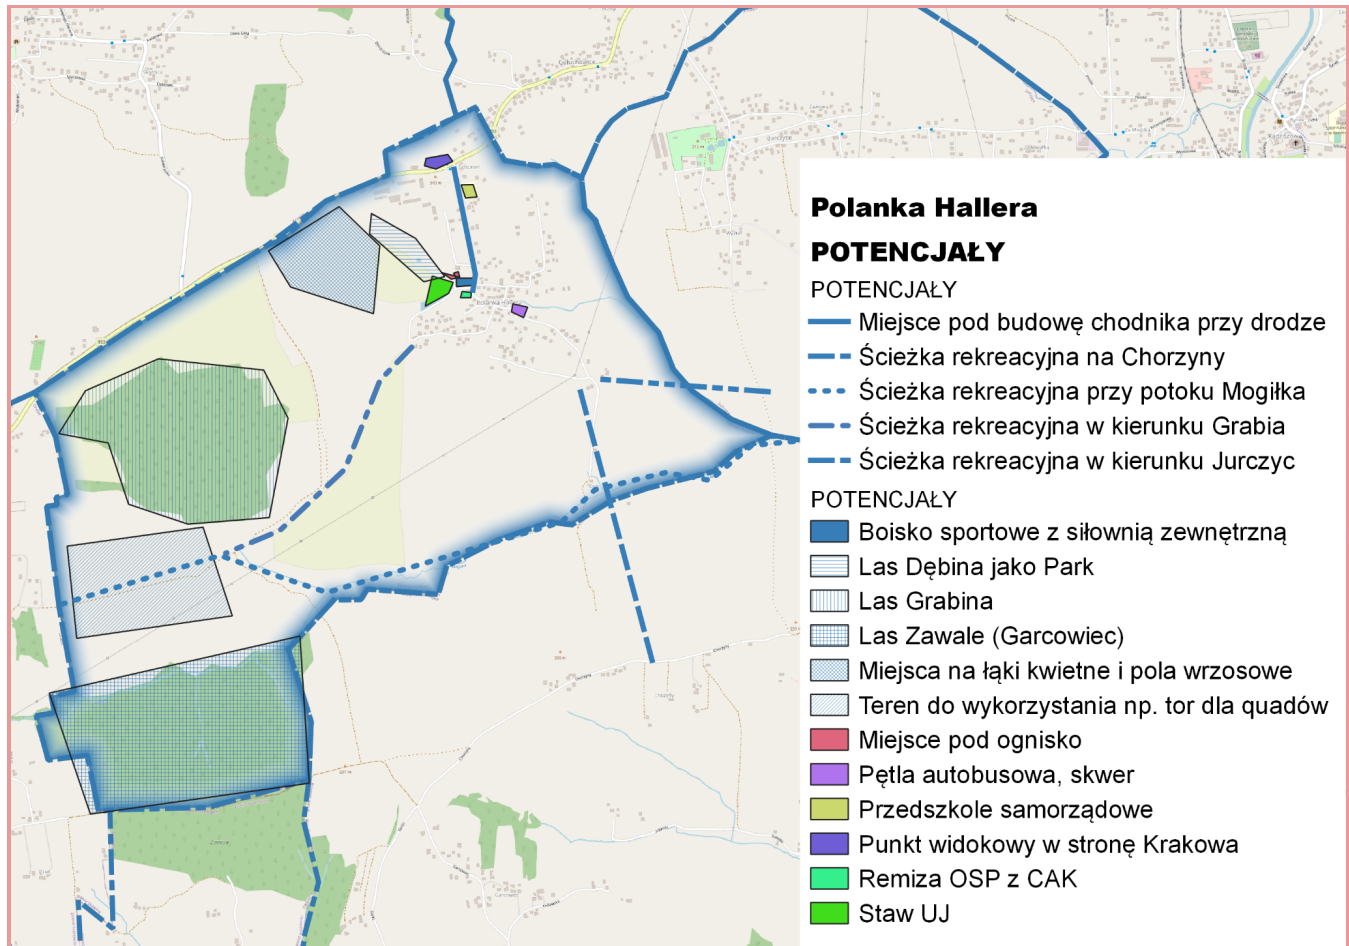 Polanka Hallera
POTENCJAŁY
POTENCJAŁY
Miejsce pod budowę chodnika przy drodze
Ścieżka rekreacyjna na Chorzyny
Ścieżka rekreacyjna przy potoku Mogiłka
Ścieżka rekreacyjna w kierunku Grabia
Ścieżka rekreacyjna w kierunku Jurczyc
POTENCJAŁY
Boisko sportowe z siłownią zewnętrzną
Las Dębina jako Park
Las Grabina
Las Zawale (Garcowiec)
Miejsca na łąki kwietne i pola wrzosowe
Teren do wykorzystania np. tor dla quadów
Miejsce pod ognisko
Pętla autobusowa, skwer
Przedszkole samorządowe
Punkt widokowy w stronę Krakowa
Remiza OSP z CAK
Staw UJ